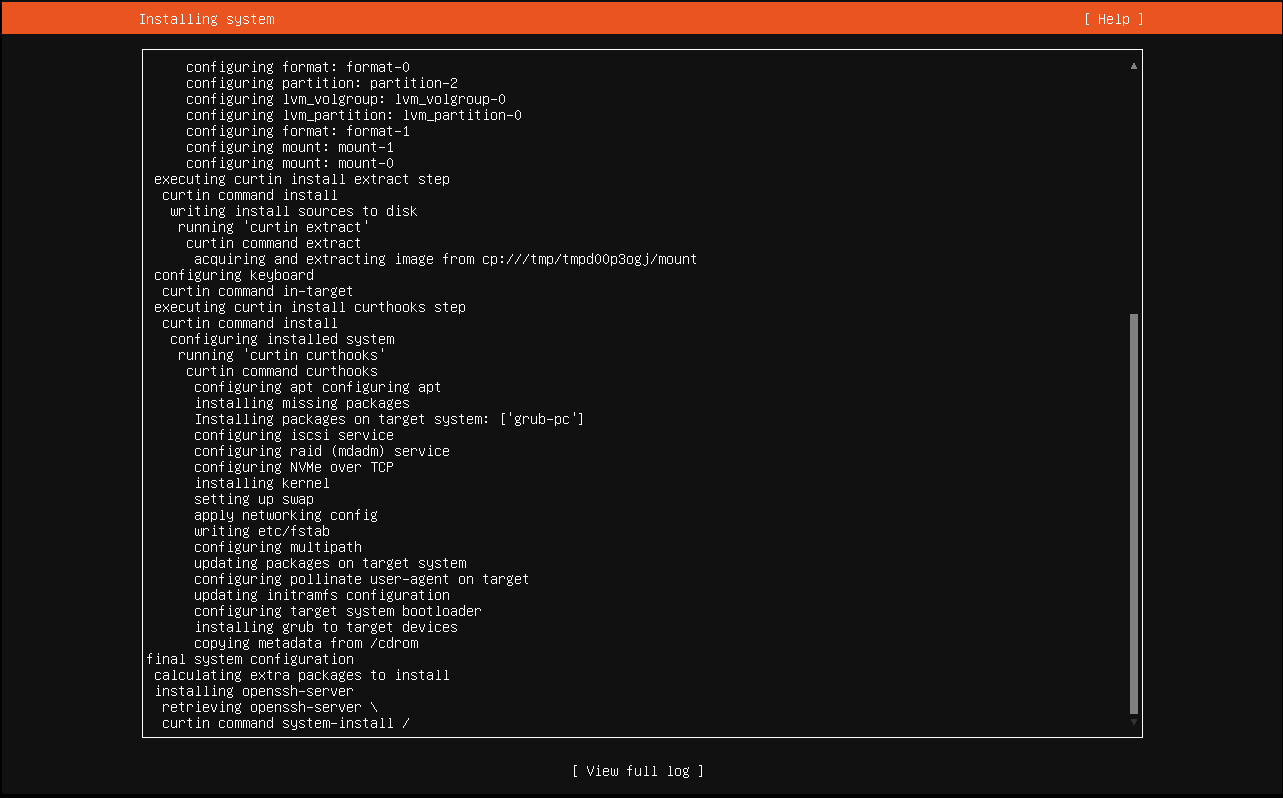 Installing system
[ Help ]
configuring format: format-0
configuring partition: partition-2
configuring lvm_volgroup: lvm_volgroup-0
configuring lvm_partition: lvm_partition-0
configuring format: format-1
configuring mount: mount-1
configuring mount: mount-0
executing curtin install extract step
curtin command install
writing install sources to disk
running 'curtin extract'
curtin command extract
acquiring and extracting image from cp:///tmp/tmpd00p3ogj/mount
configuring keyboard
curtin command in-target
executing curtin install curthooks step
curtin command install
configuring installed system
running 'curtin curthooks'
curtin command curthooks
configuring apt configuring apt
installing missing packages
Installing packages on target system: ['grub-pc']
configuring iscsi service
configuring raid (mdadm) service
configuring NVMe over TCP
installing kernel
setting up swap
apply networking config
writing etc/fstab
configuring multipath
updating packages on target system
configuring pollinate user-agent on target
updating initramfs configuration
configuring target system bootloader
installing grub to target devices
copying metadata from /cdrom
final system configuration
calculating extra packages to install
installing openssh-server
retrieving openssh-server \
curtin command system-install /
[ View full log ]